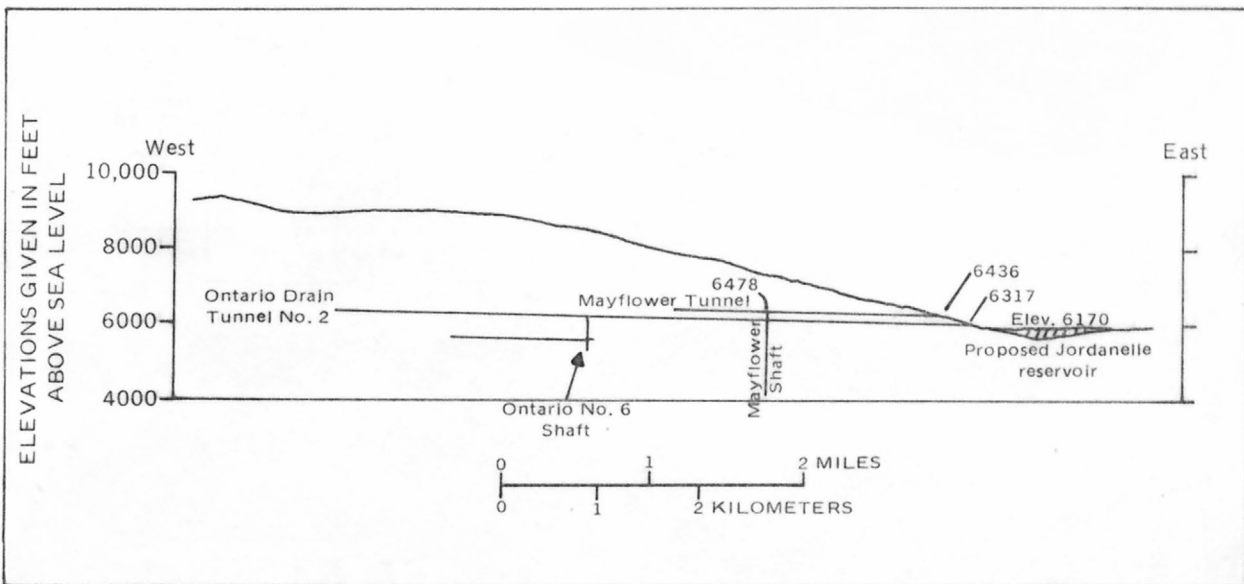 ELEVATIONS GIVEN IN FEET
ABOVE SEA LEVEL
West
East
10,000
8000
6000
4000
Ontario Drain
Tunnel No. 2
Mayflower Tunnel
6478
6436
6317
Elev. 6170
Proposed Jordanelle
reservoir
Mayflower
Shaft
Ontario No. 6
Shaft
0 1 2 MILES
0 1 2 KILOMETERS